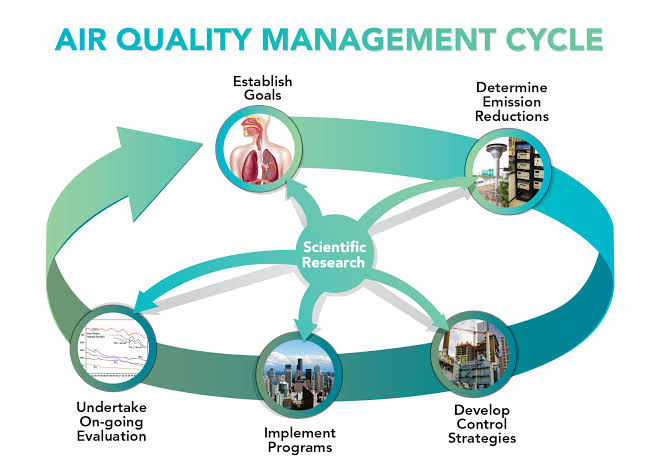 AIR QUALITY MANAGEMENT CYCLE
Establish
Goals
Determine
Emission
Reductions
Scientific
Research
Develop
Control
Strategies
Implement
Programs
Undertake
On-going
Evaluation